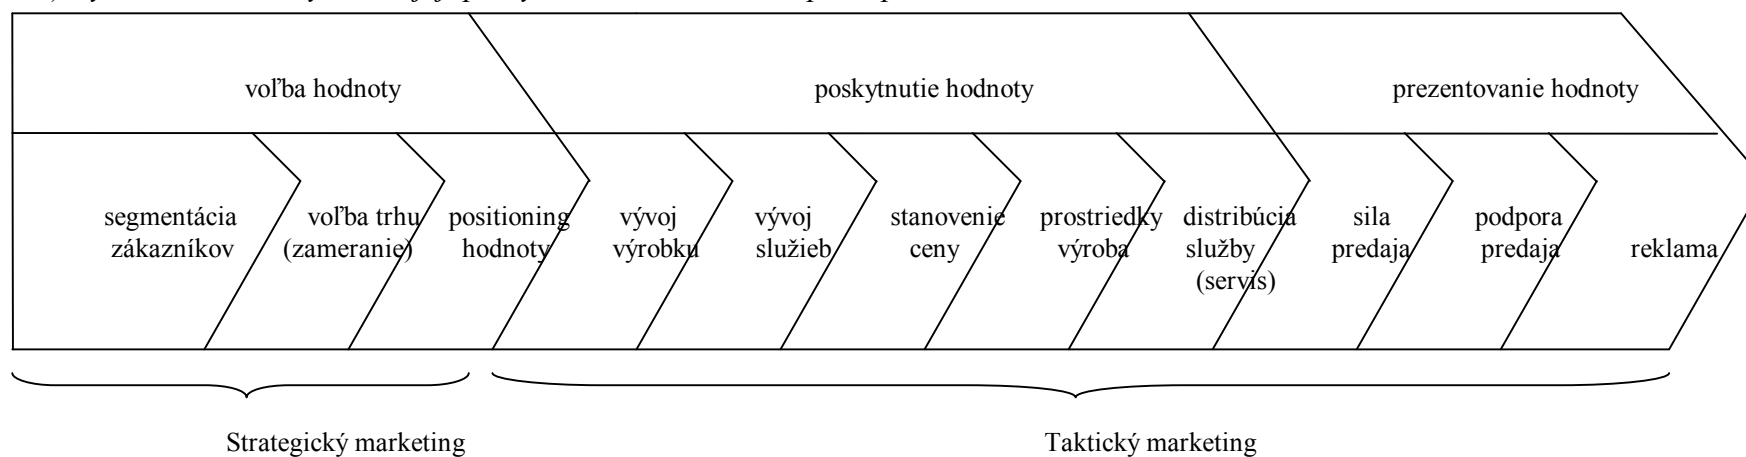 voľba hodnoty
poskytnutie hodnoty
prezentovanie hodnoty
segmentácia
zákazníkov
voľba trhu
(zameranie)
positioning
hodnoty
vývoj
výrobku
vývoj
služieb
stanovenie
ceny
prostriedky
výroba
distribúcia
služby
(servis)
sila
predaja
podpora
predaja
reklama
Strategický marketing
Taktický marketing